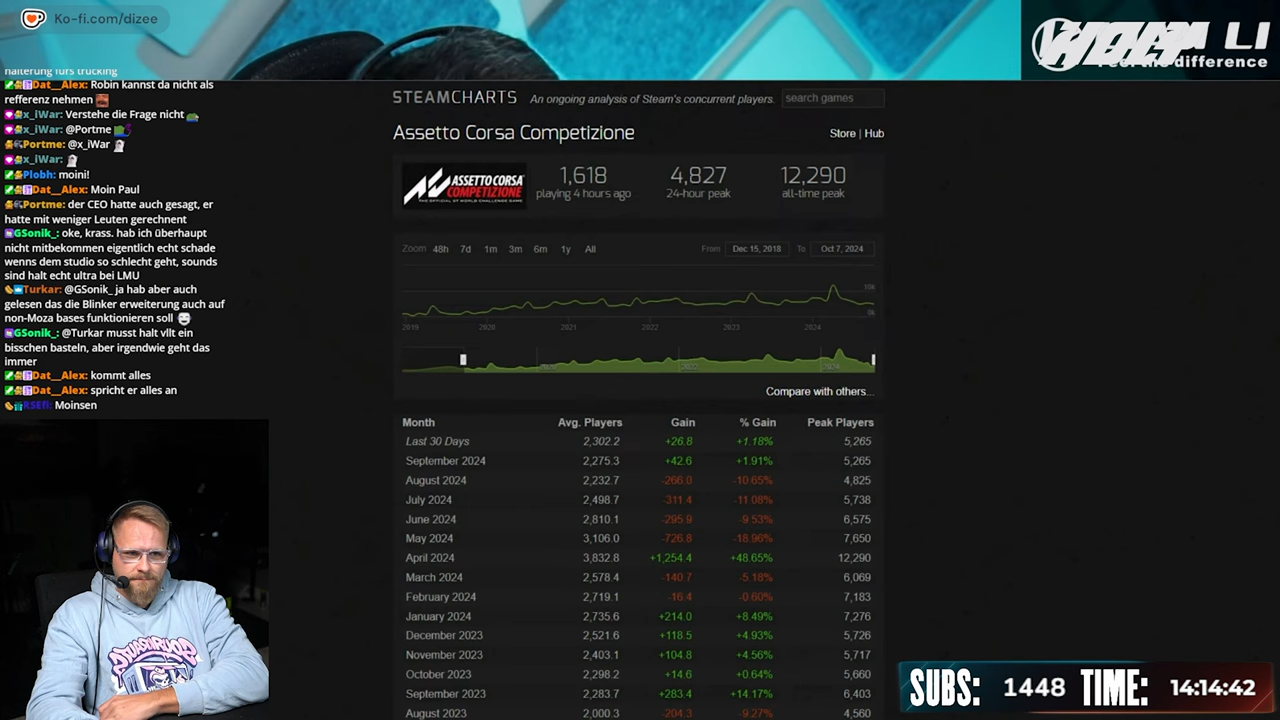 Ko-fi.com/dizee
LI
difference
halterung fürs trucking
Dat__Alex: Robin kannst da nicht als
refferenz nehmen
x_iWar: Verstehe die Frage nicht
x_iWar: @Portme
Portme: @x_iWar
x_iWar:
Plobh: moini!
Dat__Alex: Moin Paul
Portme: der CEO hatte auch gesagt, er
hatte mit weniger Leuten gerechnent
GSonik_: oke, krass. hab ich überhaupt
nicht mitbekommen eigentlich echt schade
wenns dem studio so schlecht geht, sounds
sind halt echt ultra bei LMU
Turkar: @GSonik_ ja hab aber auch
gelesen das die Blinker erweiterung auch auf
non-Moza bases funktionieren soll
GSonik_: @Turkar musst halt vllt ein
bisschen basteln, aber irgendwie geht das
immer
Dat__Alex: kommt alles
Dat__Alex: spricht er alles an
RSEfi: Moinsen
STEAMCHARTS An ongoing analysis of Steam's concurrent players. search games
Assetto Corsa Competizione Store | Hub
ASSETTO CORSA
COMPETIZIONE
THE OFFICIAL GT WORLD CHALLENGE GAME
1,618 4,827 12,290
playing 4 hours ago 24-hour peak all-time peak
Zoom 48h 7d 1m 3m 6m 1y All From Dec 15, 2018 To Oct 7, 2024
10k
0k
2019 2020 2021 2022 2023 2024
2020 2022 2024
Compare with others...
Month Avg. Players Gain % Gain Peak Players
Last 30 Days 2,302.2 +26.8 +1.18% 5,265
September 2024 2,275.3 +42.6 +1.91% 5,265
August 2024 2,232.7 -266.0 -10.65% 4,825
July 2024 2,498.7 -311.4 -11.08% 5,738
June 2024 2,810.1 -295.9 -9.53% 6,575
May 2024 3,106.0 -726.8 -18.96% 7,650
April 2024 3,832.8 +1,254.4 +48.65% 12,290
March 2024 2,578.4 -140.7 -5.18% 6,069
February 2024 2,719.1 -16.4 -0.60% 7,183
January 2024 2,735.6 +214.0 +8.49% 7,276
December 2023 2,521.6 +118.5 +4.93% 5,726
November 2023 2,403.1 +104.8 +4.56% 5,717
October 2023 2,298.2 +14.6 +0.64% 5,660
September 2023 2,283.7 +283.4 +14.17% 6,403
August 2023 2,000.3 -204.3 -9.27% 4,560
SUBS: 1448 TIME: 14:14:42